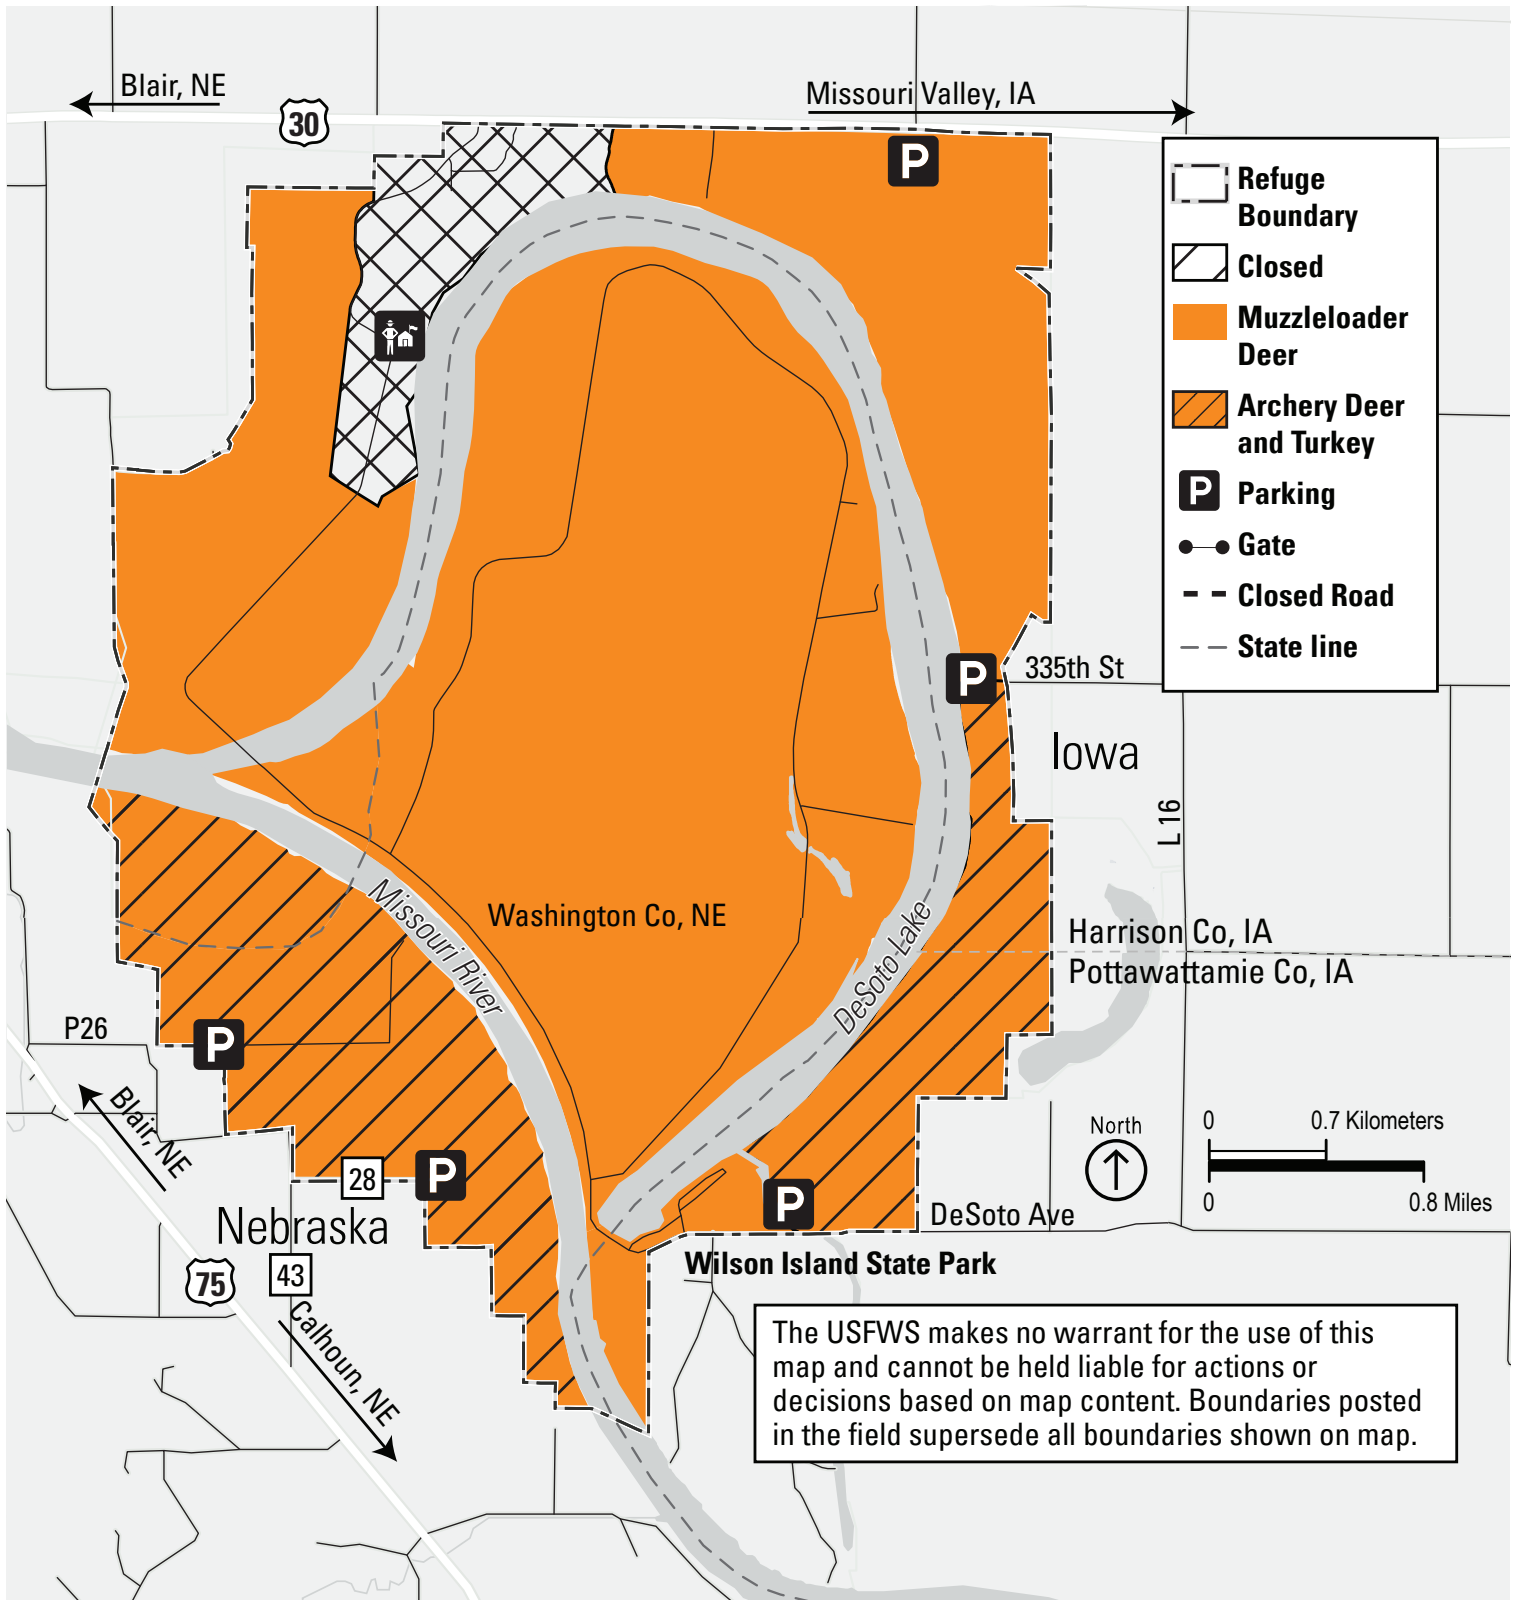 Blair, NE
Missouri Valley, IA
30
P
Refuge
Boundary
Closed
Muzzleloader
Deer
Archery Deer
and Turkey
P Parking
Gate
Closed Road
State line
P
335th St
Iowa
L 16
Missouri River
Washington Co, NE
DeSoto Lake
Harrison Co, IA
Pottawattamie Co, IA
P26
P
Blair, NE
North
0 0.7 Kilometers
0 0.8 Miles
28
P
P
Nebraska
DeSoto Ave
75
43
Wilson Island State Park
Calhoun, NE
The USFWS makes no warrant for the use of this
map and cannot be held liable for actions or
decisions based on map content. Boundaries posted
in the field supersede all boundaries shown on map.